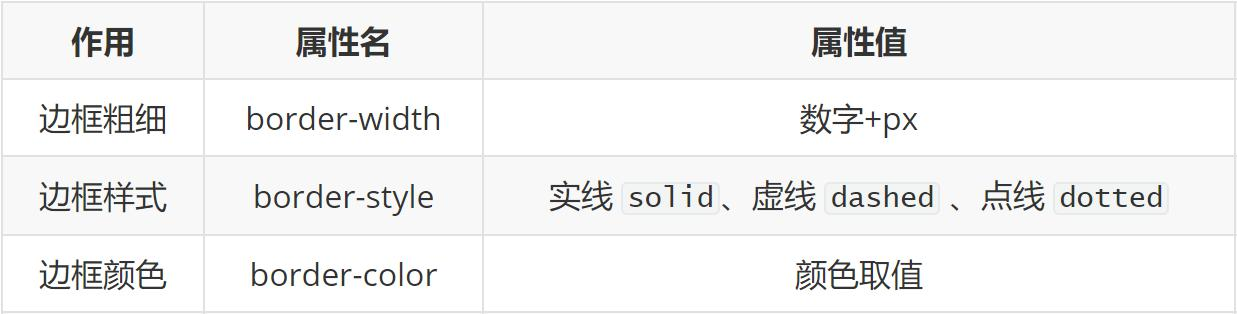 作用 属性名 属性值
边框粗细 border-width 数字+px
边框样式 border-style 实线 solid、虚线 dashed 、点线 dotted
边框颜色 border-color 颜色取值